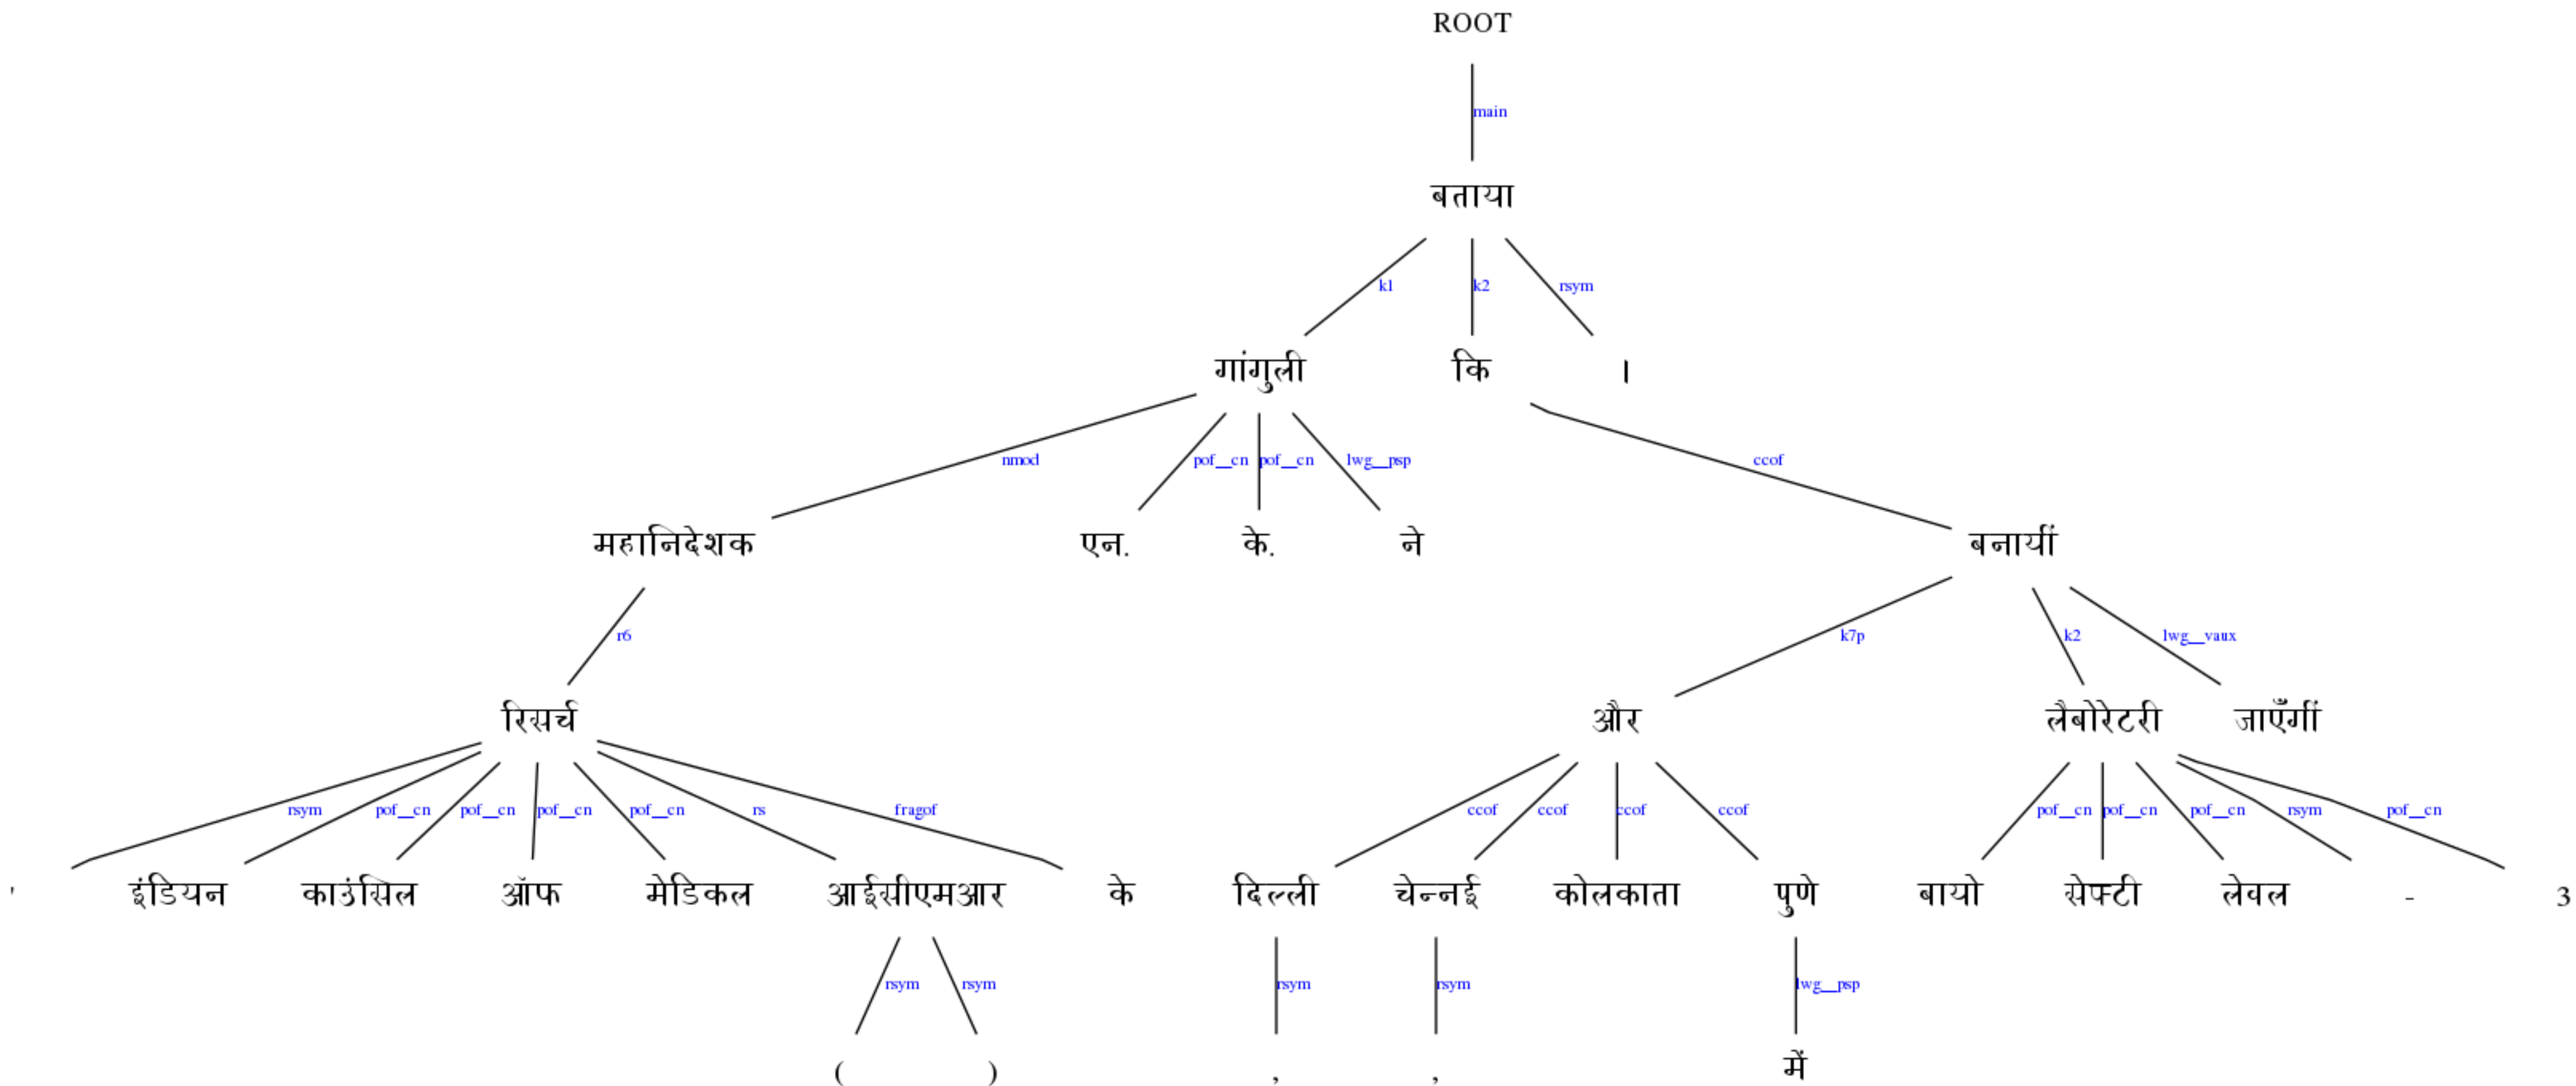 ROOT
main
बताया
k1 k2 rsym
गांगुली कि ।
nmod pof__cn pof__cn lwg__psp ccof
महानिदेशक एन. के. ने बनायीं
r6 k7p k2 lwg__vaux
रिसर्च और लैबोरेटरी जाएँगीं
rsym pof__cn pof__cn pof__cn pof__cn rs fragof ccof ccof ccof ccof pof__cn pof__cn pof__cn rsym pof__cn
' इंडियन काउंसिल ऑफ मेडिकल आईसीएमआर के दिल्ली चेन्नई कोलकाता पुणे बायो सेफ्टी लेवल - 3
rsym rsym rsym rsym lwg__psp
( ) , , में